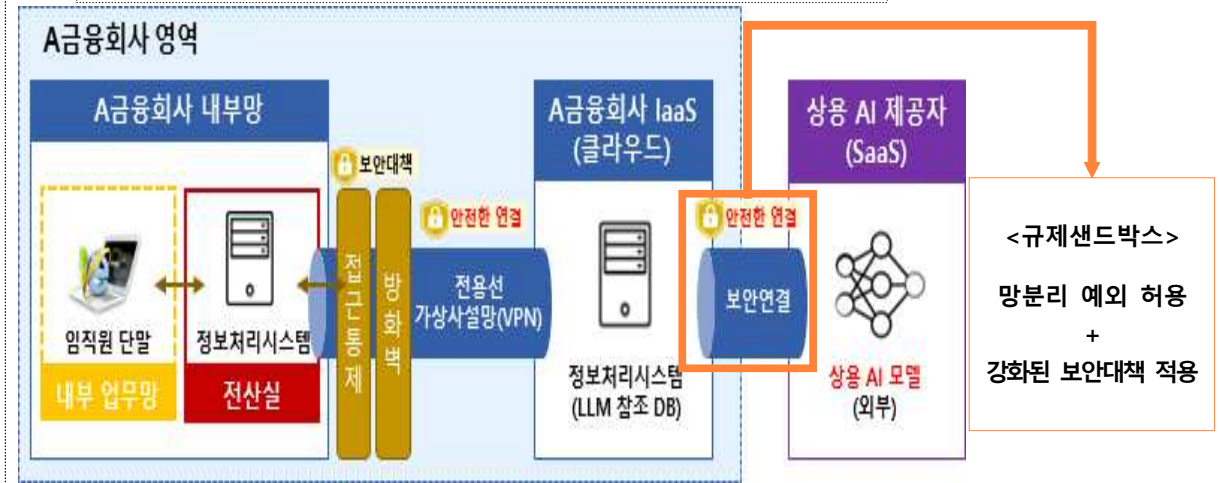 A금융회사 영역
A금융회사 내부망
임직원 단말
내부 업무망
정보처리시스템
전산실
보안대책
접근통제
방화벽
안전한 연결
전용선
가상사설망(VPN)
A금융회사 IaaS
(클라우드)
정보처리시스템
(LLM 참조 DB)
안전한 연결
보안연결
상용 AI 제공자
(SaaS)
상용 AI 모델
(외부)
<규제샌드박스>
망분리 예외 허용
+
강화된 보안대책 적용